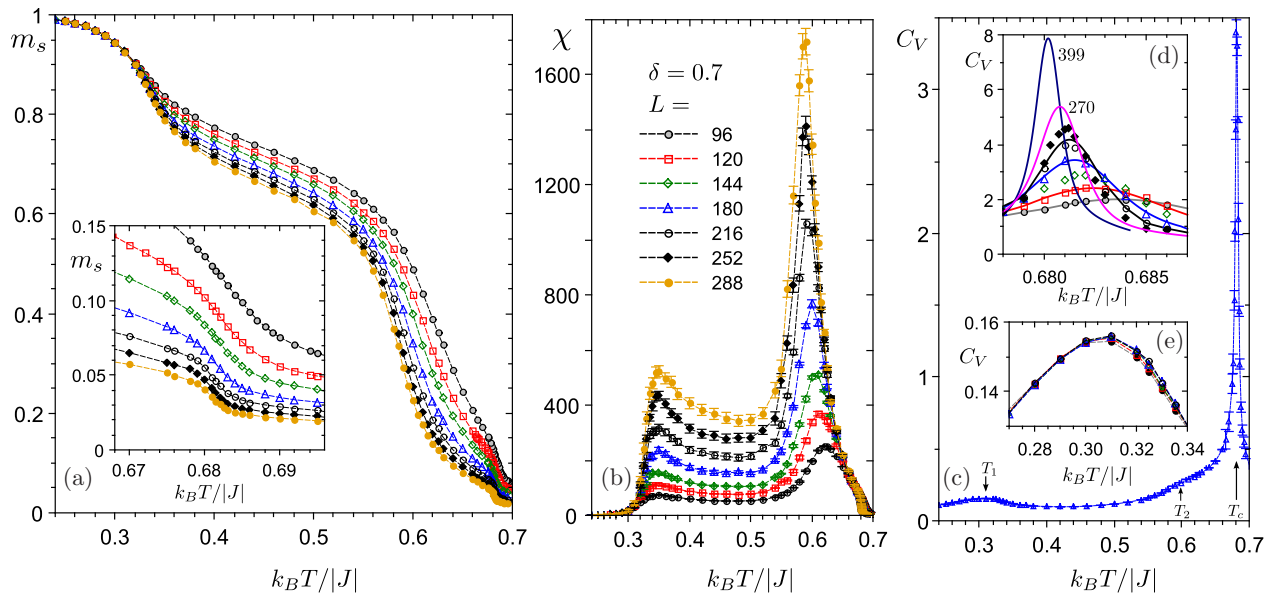 1
m_s
0.8
0.6
0.4
0.2
0
0.3
0.4
0.5
0.6
0.7
k_BT/|J|
(a)
0.15
m_s
0.10
0.05
0
0.67
0.68
0.69
k_BT/|J|
χ
1600
1200
800
400
0
0.3
0.4
0.5
0.6
0.7
k_BT/|J|
(b)
δ = 0.7
L =
96
120
144
180
216
252
288
C_V
3
2
1
0
0.3
0.4
0.5
0.6
0.7
k_BT/|J|
(c)
T_1
T_2
T_c
8
C_V
6
4
2
0
0.680
0.685
k_BT/|J|
399
270
(d)
0.16
C_V
0.14
0.28
0.30
0.32
0.34
k_BT/|J|
(e)